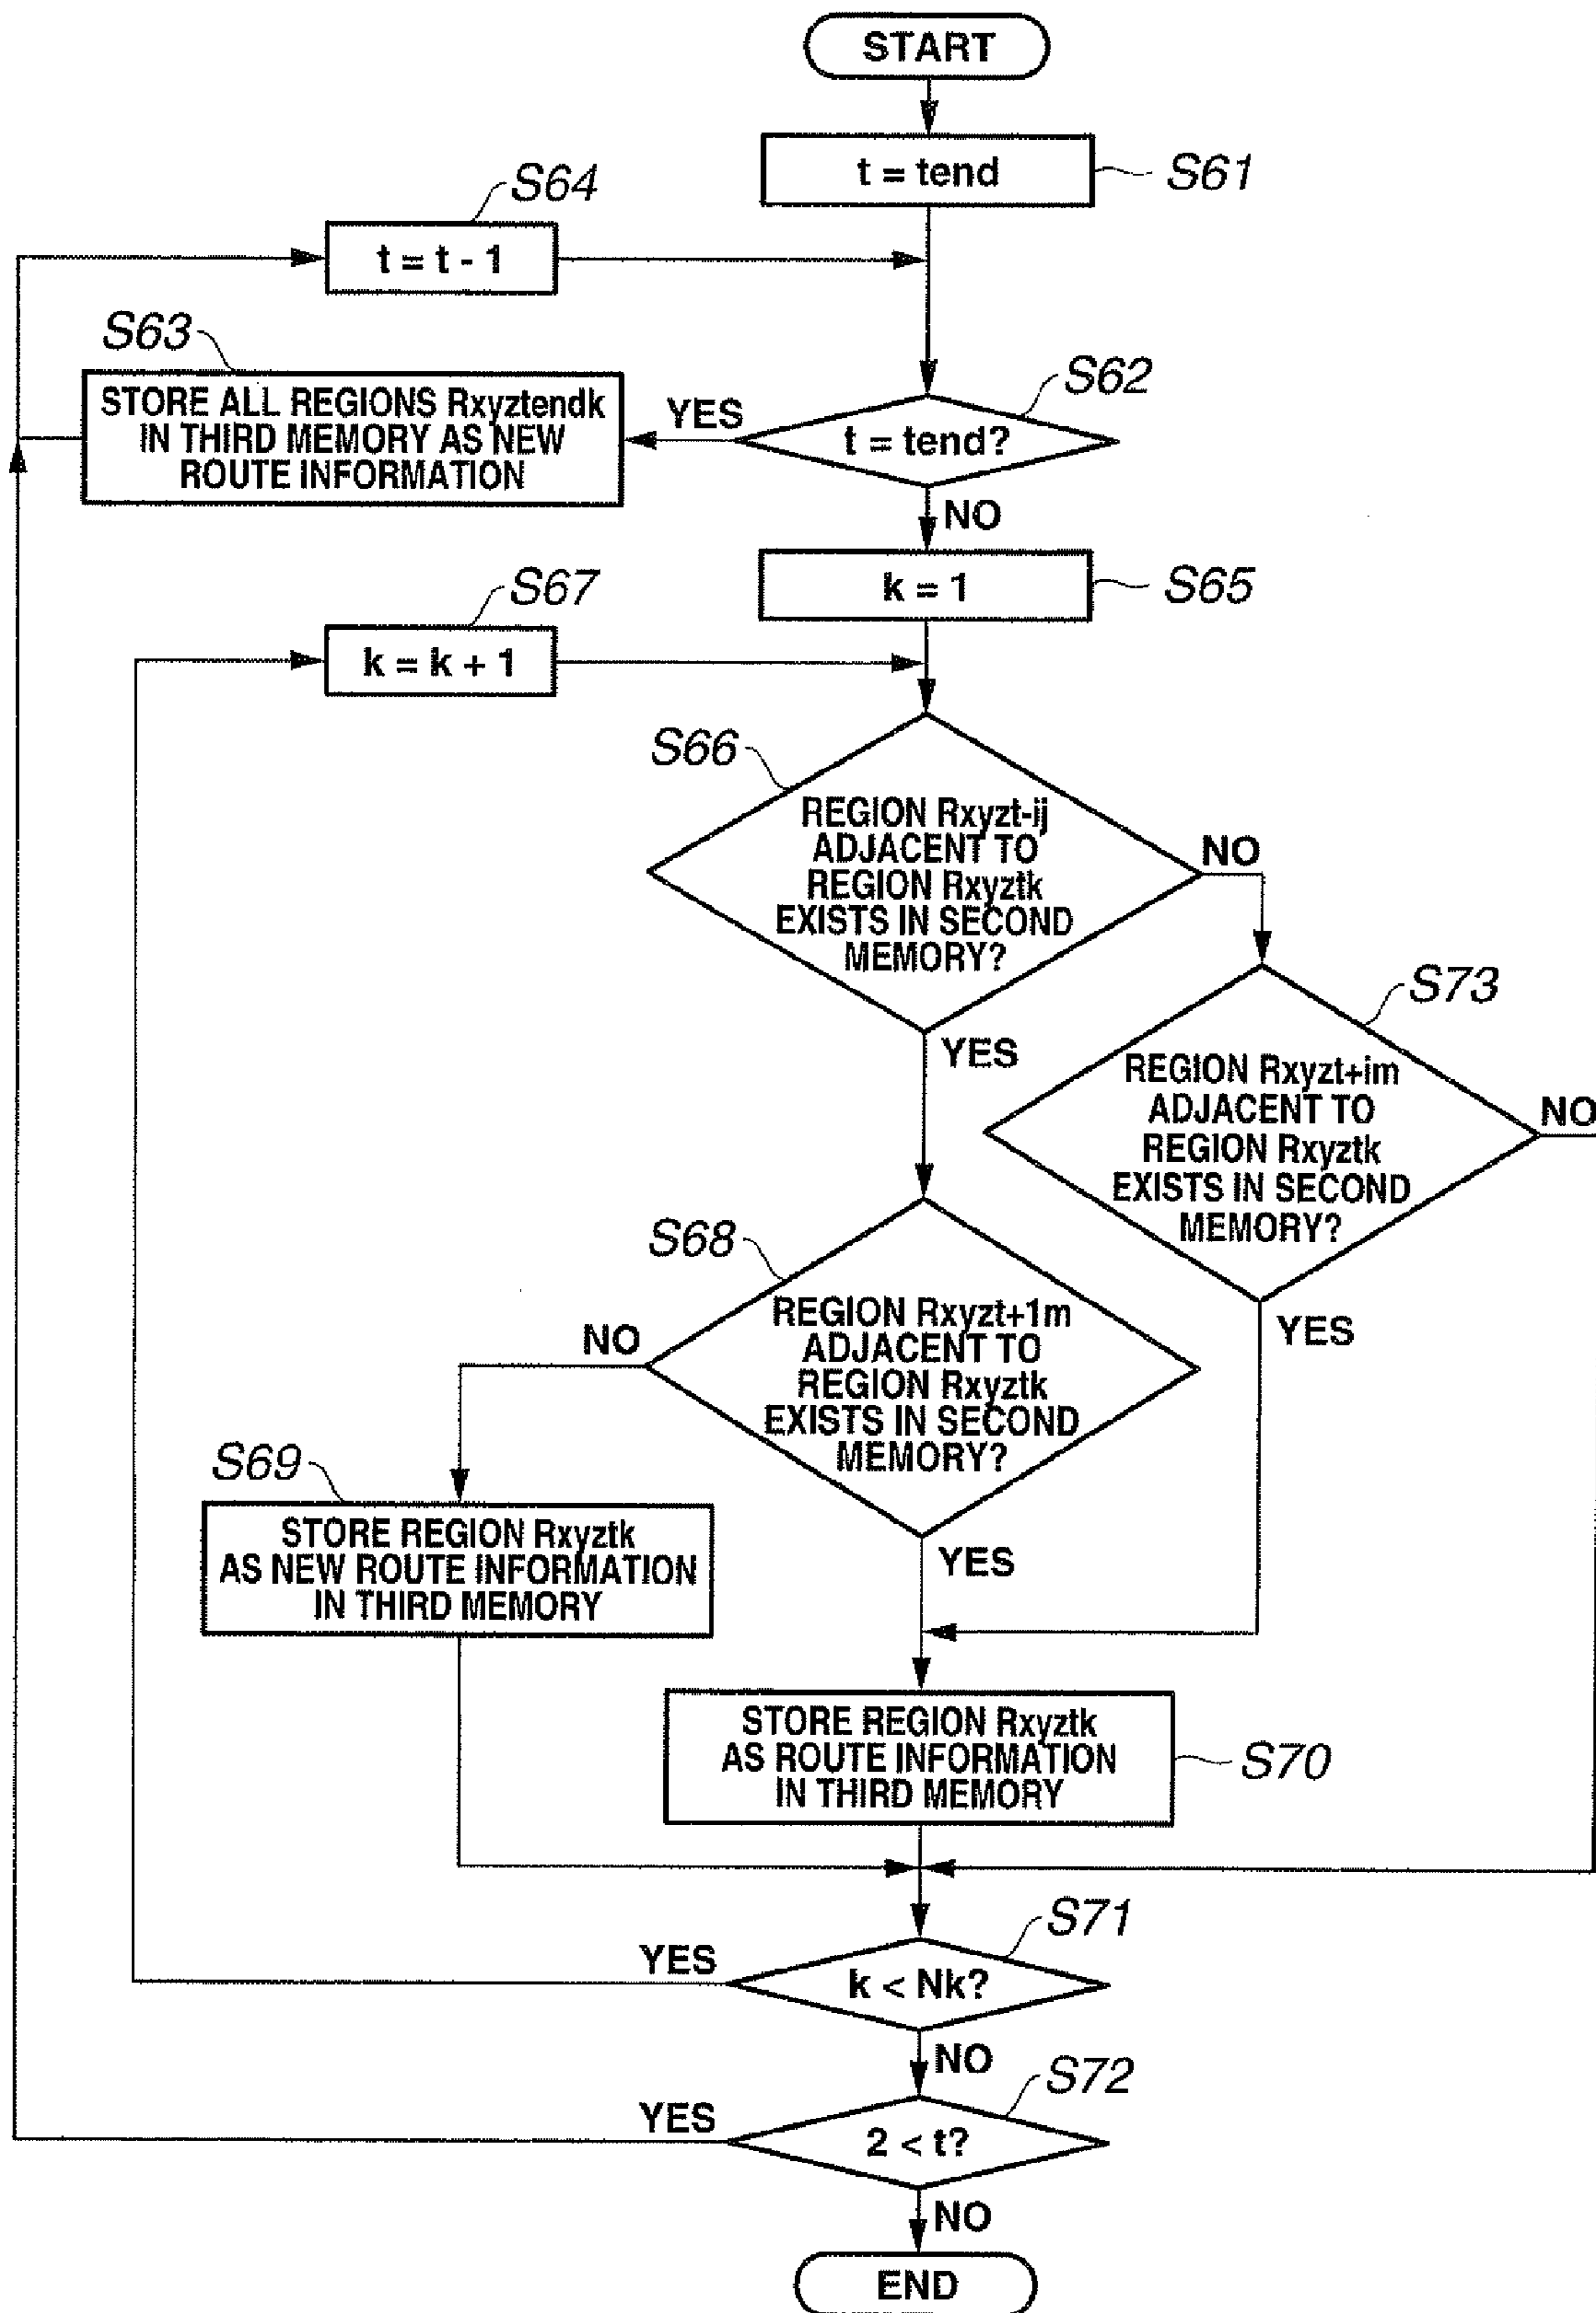 START
t = tend
S61
S64
t = t - 1
S63
STORE ALL REGIONS Rxyztendk
IN THIRD MEMORY AS NEW
ROUTE INFORMATION
YES
S62
t = tend?
NO
k = 1
S65
S67
k = k + 1
S66
REGION Rxyzt-ij
ADJACENT TO
REGION Rxyztk
EXISTS IN SECOND
MEMORY?
NO
YES
S73
REGION Rxyzt+im
ADJACENT TO
REGION Rxyztk
EXISTS IN SECOND
MEMORY?
NO
YES
S68
REGION Rxyzt+1m
ADJACENT TO
REGION Rxyztk
EXISTS IN SECOND
MEMORY?
NO
YES
S69
STORE REGION Rxyztk
AS NEW ROUTE INFORMATION
IN THIRD MEMORY
STORE REGION Rxyztk
AS ROUTE INFORMATION
IN THIRD MEMORY
S70
S71
YES
k < Nk?
NO
S72
YES
2 < t?
NO
END